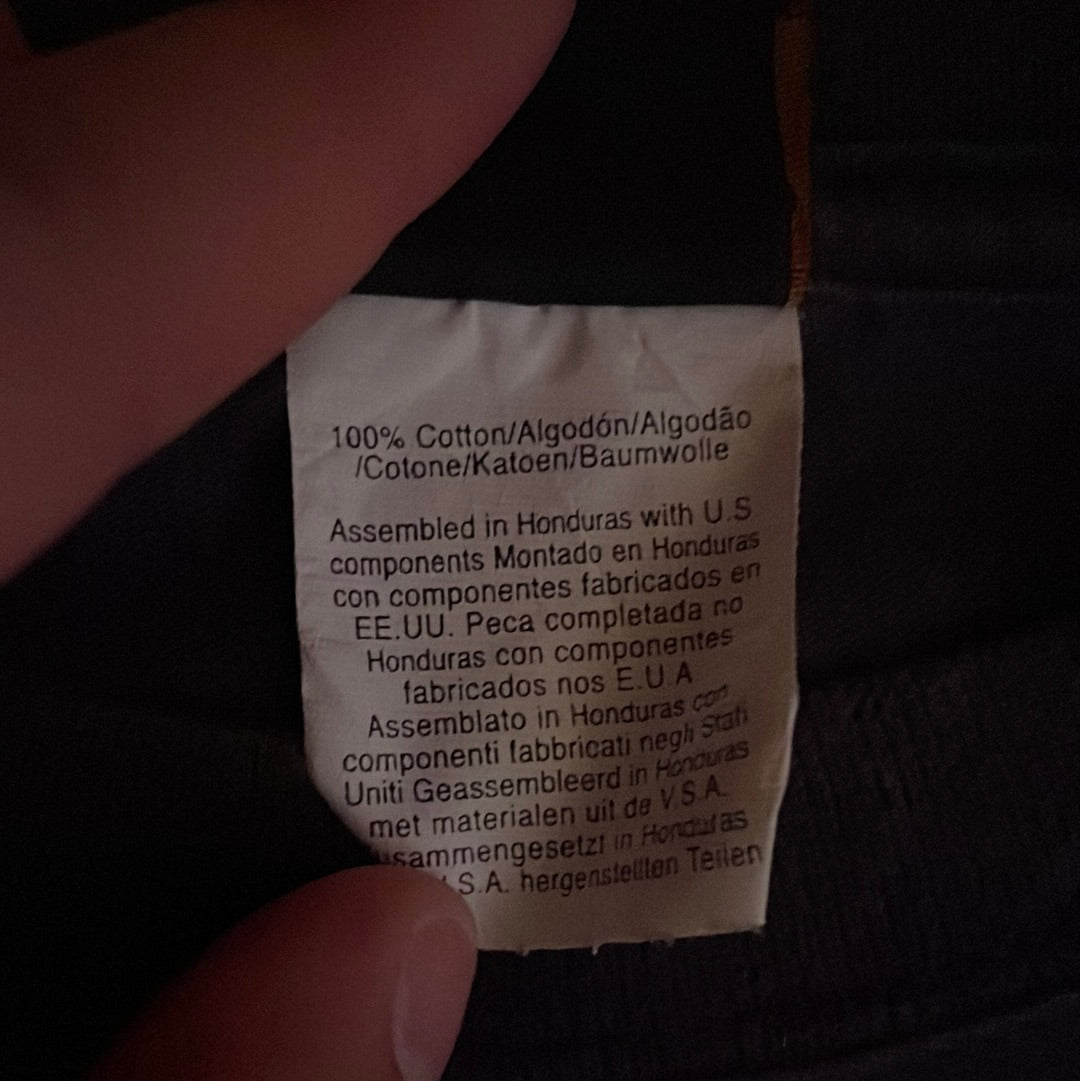 100% Cotton/Algodón/Algodão
/Cotone/Katoen/Baumwolle
Assembled in Honduras with U.S
components Montado en Honduras
con componentes fabricados en
EE.UU. Peca completada no
Honduras con componentes
fabricados nos E.U.A
Assemblato in Honduras con
componenti fabbricati negli Stati
Uniti Geassembleerd in Honduras
met materialen uit de V.S.A.
usammengesetzt in Honduras
S.A. hergenstelllten Teilen